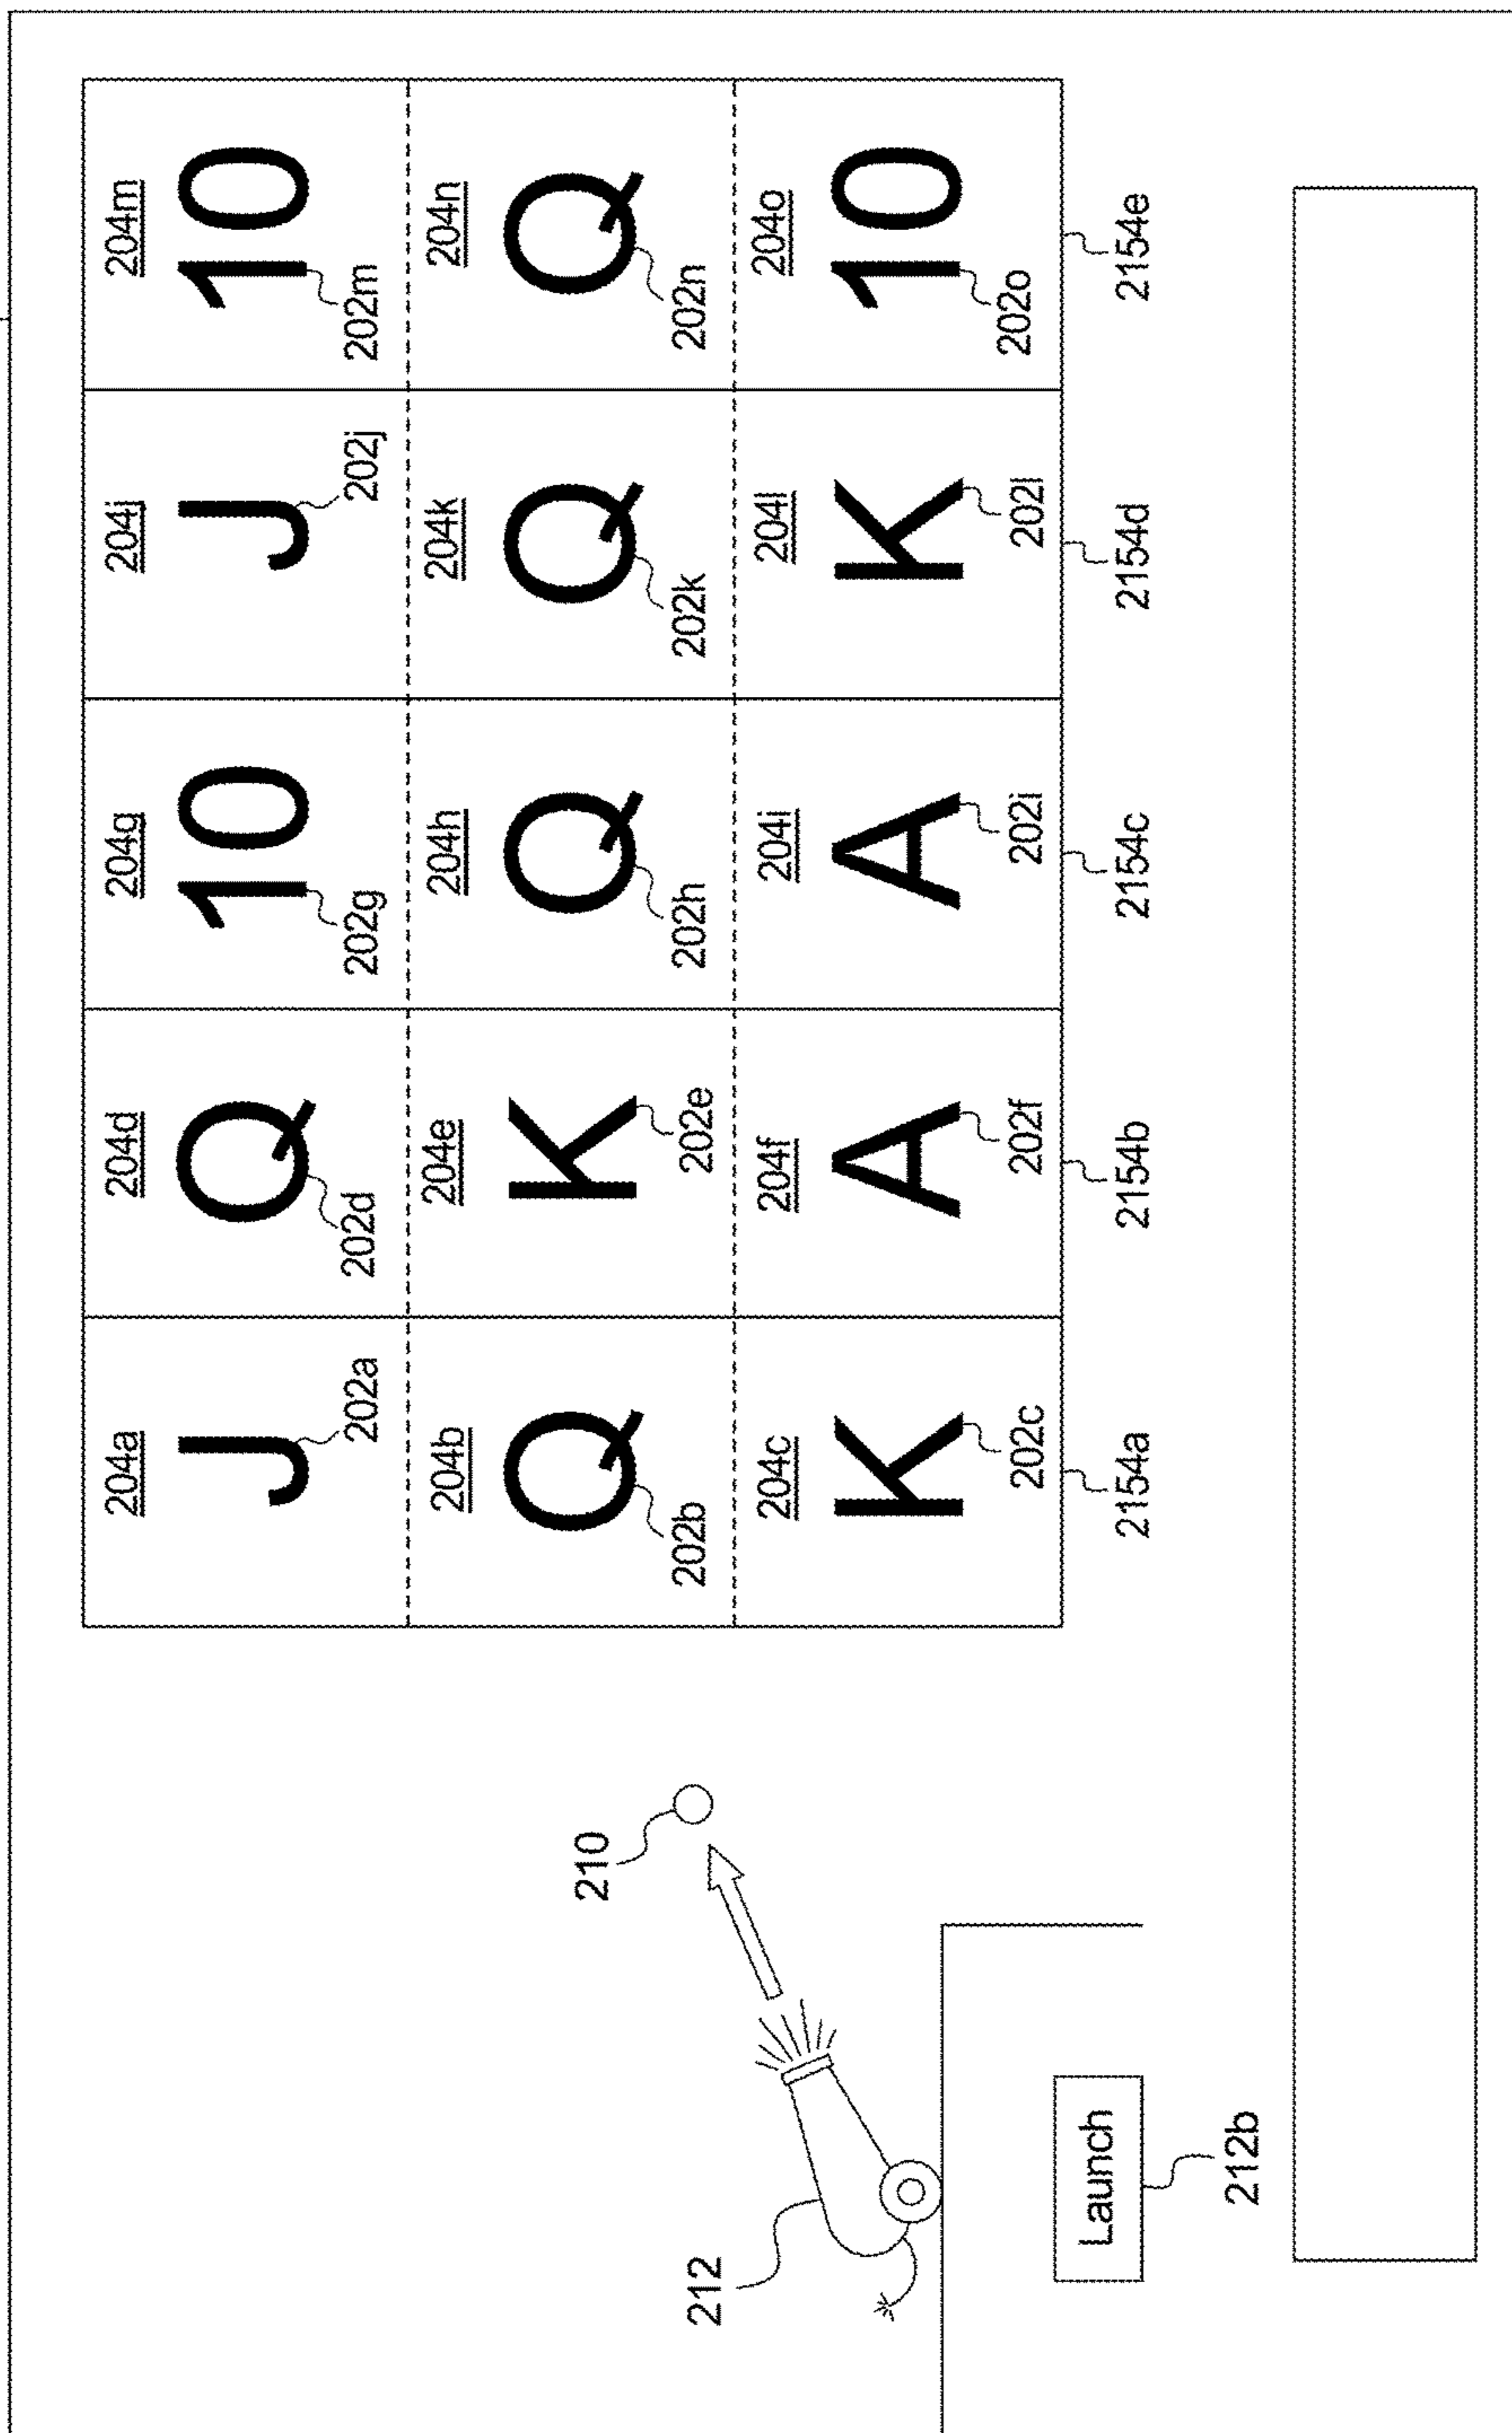 204a 204d 204g 204j 204m
J Q 10 J 10
202a 202d 202g 202j 202m
204b 204e 204h 204k 204n
Q K Q Q Q
202b 202e 202h 202k 202n
204c 204f 204i 204l 204o
K A A K 10
202c 202f 202i 202l 202o
2154a 2154b 2154c 2154d 2154e
210
212
Launch
212b